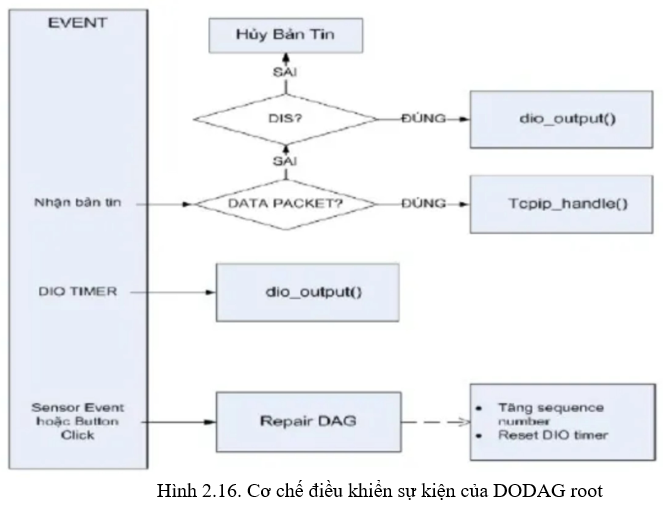 EVENT
Hủy Bản Tin
SAI
DIS?
ĐÚNG
dio_output()
SAI
Nhận bản tin
DATA PACKET?
ĐÚNG
Tcpip_handle()
DIO TIMER
dio_output()
Sensor Event
hoặc Button
Click
Repair DAG
• Tăng sequence
number
• Reset DIO timer
Hình 2.16. Cơ chế điều khiển sự kiện của DODAG root